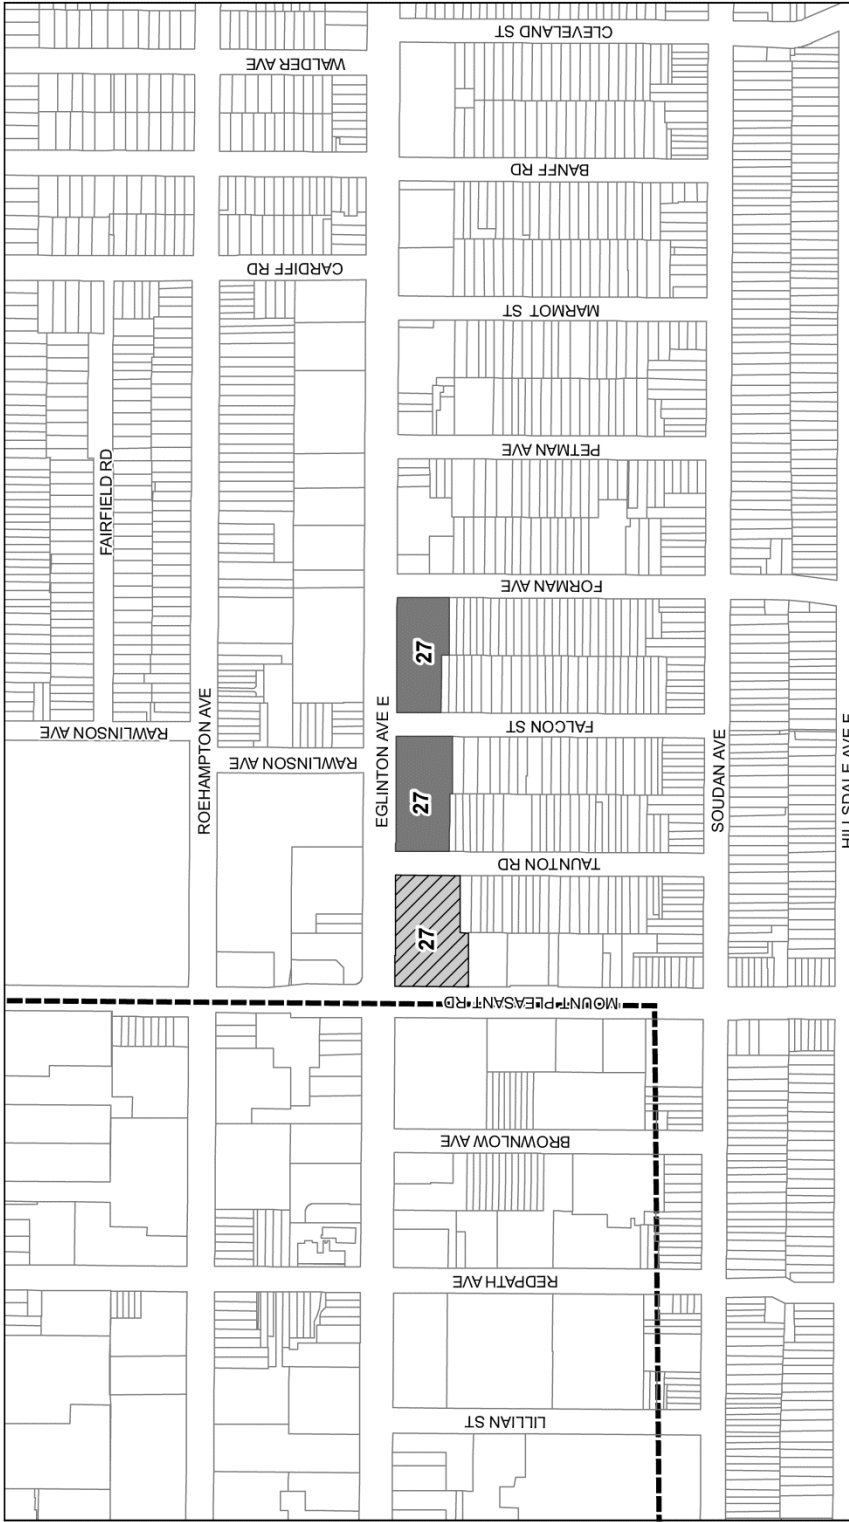 CLEVELAND ST
WALDER AVE
BANFF RD
CARDIFF RD
MARMOT ST
PETMAN AVE
FAIRFIELD RD
FORMAN AVE
27
FALCON ST
RAWLINSON AVE
ROEHAMPTON AVE
RAWLINSON AVE
EGLINTON AVE E
27
SOUDAN AVE
HILLSDALE AVE E
TAUNTON RD
27
MOUNT PLEASANT RD
BROWNLOW AVE
REDPATH AVE
LILLIAN ST